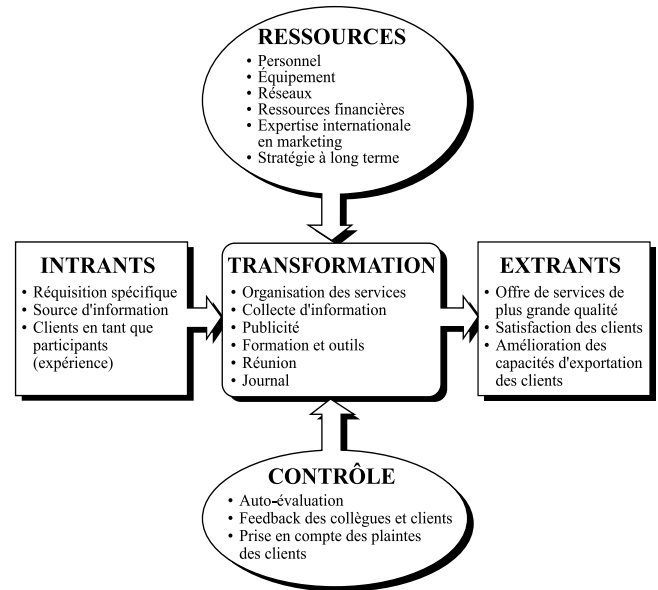 RESSOURCES
• Personnel
• Équipement
• Réseaux
• Ressources financières
• Expertise internationale
en marketing
• Stratégie à long terme
INTRANTS
• Réquisition spécifique
• Source d'information
• Clients en tant que
participants
(expérience)
TRANSFORMATION
• Organisation des services
• Collecte d'information
• Publicité
• Formation et outils
• Réunion
• Journal
EXTRANTS
• Offre de services de
plus grande qualité
• Satisfaction des clients
• Amélioration des
capacités d'exportation
des clients
CONTRÔLE
• Auto-évaluation
• Feedback des collègues et clients
• Prise en compte des plaintes
des clients